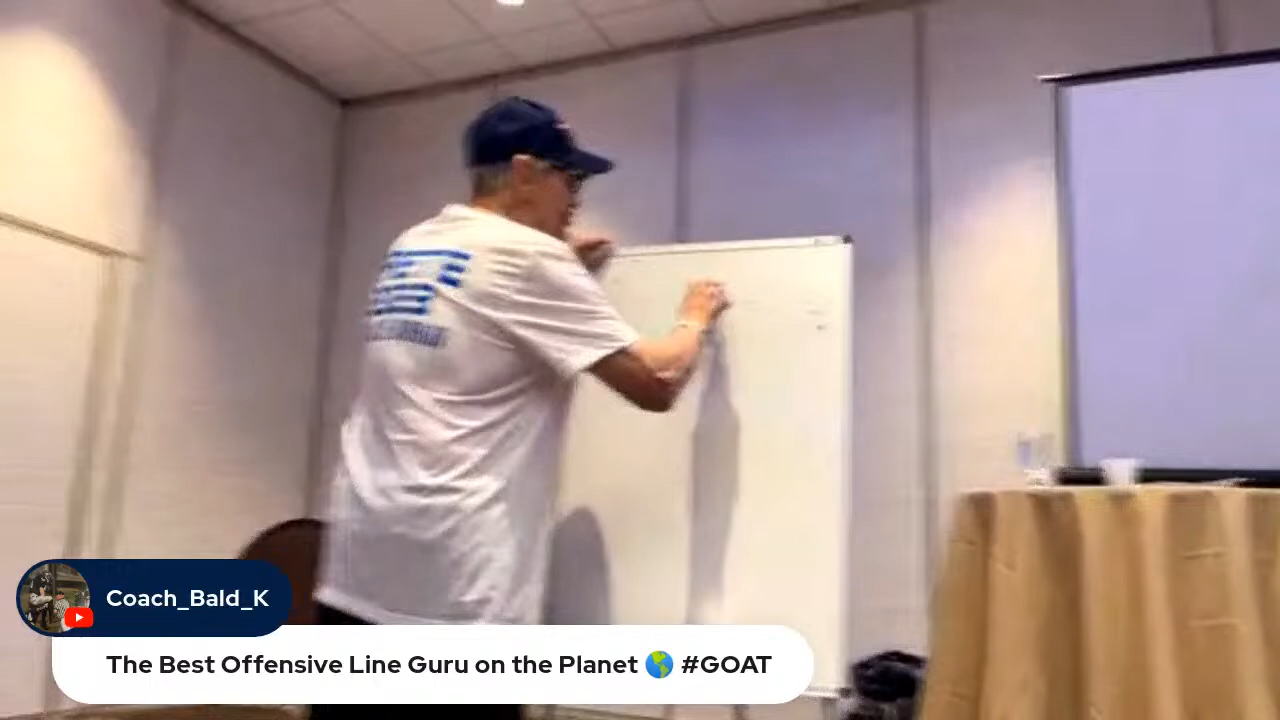 Coach_Bald_K
The Best Offensive Line Guru on the Planet 🌎 #GOAT